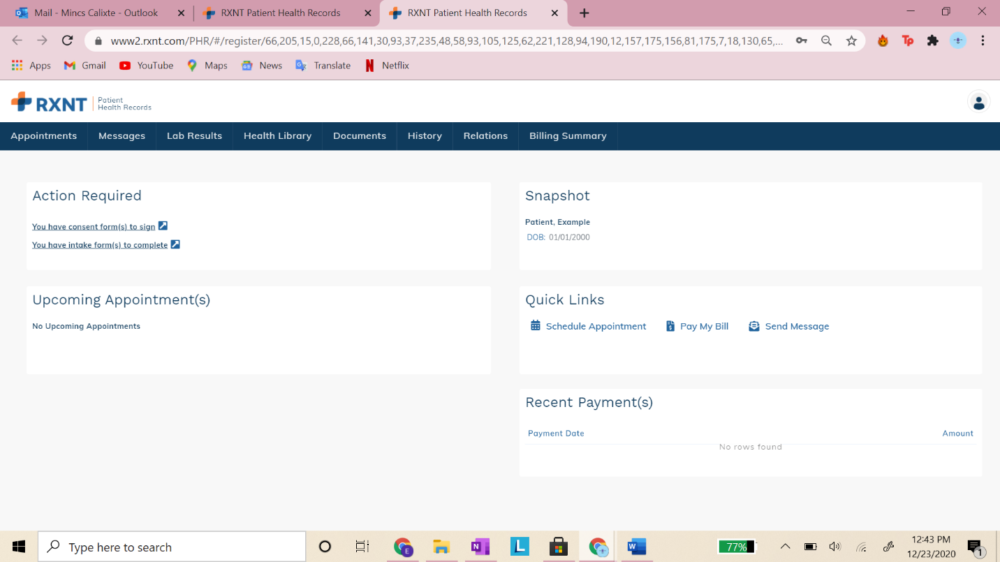 Mail - Mincs Calixte - Outlook
RXNT Patient Health Records
RXNT Patient Health Records
www2.rxnt.com/PHR/#/register/66,205,15,0,228,66,141,30,93,37,235,48,58,93,105,125,62,221,128,94,190,12,157,175,156,81,175,7,18,130,65,...
Tp
Apps
Gmail
YouTube
Maps
News
Translate
Netflix
RXNT
Patient
Health Records
Appointments
Messages
Lab Results
Health Library
Documents
History
Relations
Billing Summary
Action Required
You have consent form(s) to sign
You have intake form(s) to complete
Snapshot
Patient, Example
DOB: 01/01/2000
Upcoming Appointment(s)
No Upcoming Appointments
Quick Links
Schedule Appointment
Pay My Bill
Send Message
Recent Payment(s)
Payment Date
Amount
No rows found
Type here to search
E
N
L
W
77%
12:43 PM
12/23/2020
1